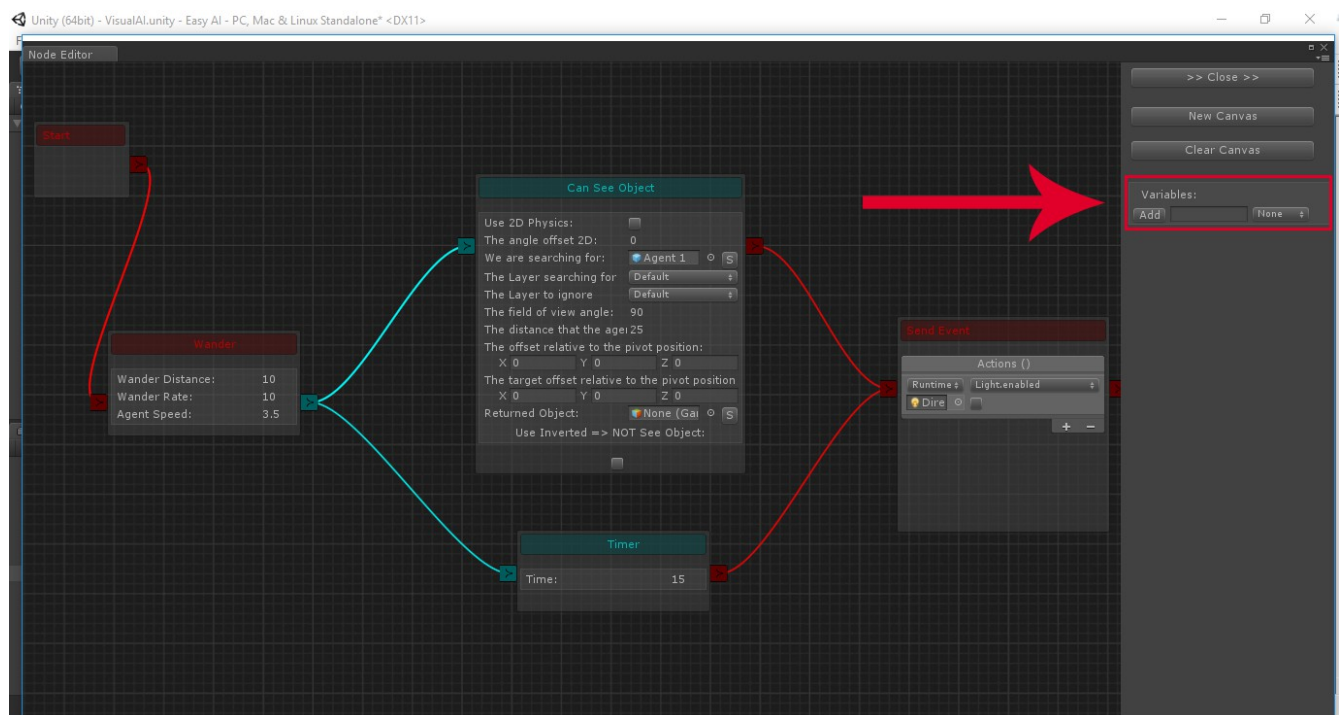 Unity (64bit) - VisualAI.unity - Easy AI - PC, Mac & Linux Standalone* <DX11>
Node Editor
>> Close >>
New Canvas
Clear Canvas
Variables:
Add None
Start
Wander
Wander Distance: 10
Wander Rate: 10
Agent Speed: 3.5
Can See Object
Use 2D Physics:
The angle offset 2D: 0
We are searching for: Agent 1 S
The Layer searching for Default
The Layer to ignore Default
The field of view angle: 90
The distance that the ager 25
The offset relative to the pivot position:
X 0 Y 0 Z 0
The target offset relative to the pivot position
X 0 Y 0 Z 0
Returned Object: None (Gai S
Use Inverted => NOT See Object:
Timer
Time: 15
Send Event
Actions ()
Runtime Light.enabled
Dire
+ -